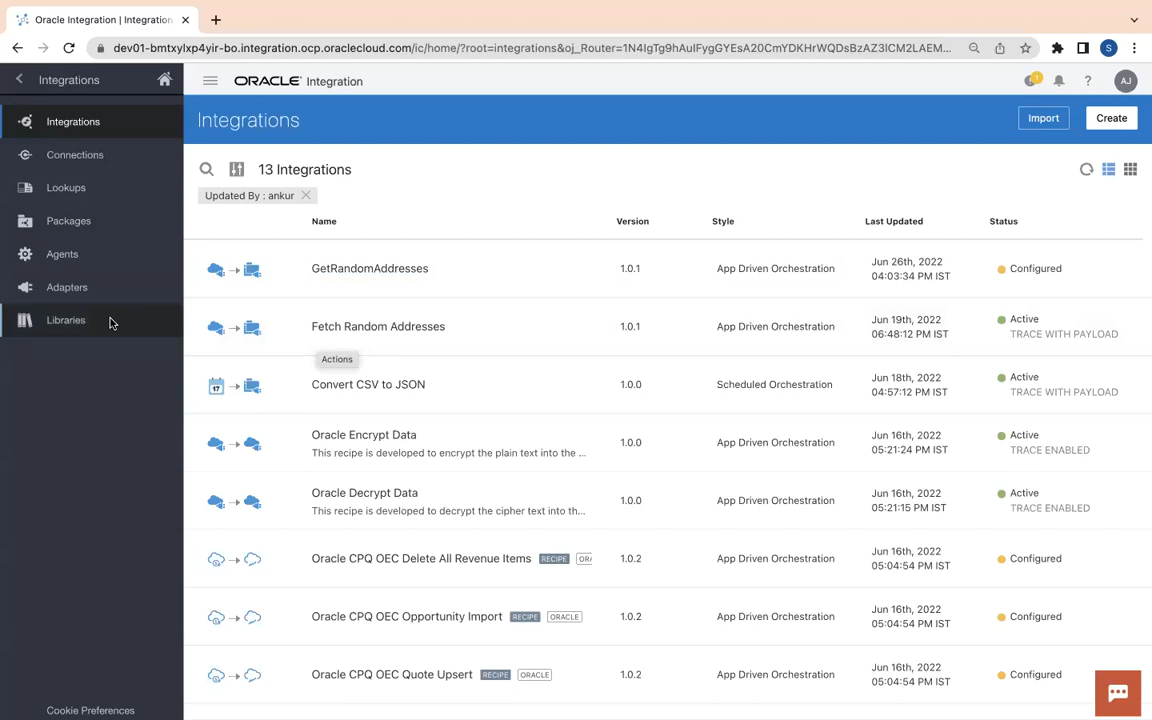 Oracle Integration | Integration
dev01-bmtxylxp4yir-bo.integration.ocp.oraclecloud.com/ic/home/?root=integrations&oj_Router=1N4IgTg9hAuIFygGYEsA20CmYDKHrWQDsBzAZ3lCM2LAEM...
S
Integrations
ORACLE Integration
1
AJ
Integrations
Connections
Lookups
Packages
Agents
Adapters
Libraries
Cookie Preferences
Integrations
Import
Create
13 Integrations
Updated By : ankur
Name Version Style Last Updated Status
GetRandomAddresses 1.0.1 App Driven Orchestration Jun 26th, 2022 Configured
04:03:34 PM IST
Fetch Random Addresses 1.0.1 App Driven Orchestration Jun 19th, 2022 Active
06:48:12 PM IST TRACE WITH PAYLOAD
Actions
17
Convert CSV to JSON 1.0.0 Scheduled Orchestration Jun 18th, 2022 Active
04:57:12 PM IST TRACE WITH PAYLOAD
Oracle Encrypt Data 1.0.0 App Driven Orchestration Jun 16th, 2022 Active
This recipe is developed to encrypt the plain text into the ... 05:21:24 PM IST TRACE ENABLED
Oracle Decrypt Data 1.0.0 App Driven Orchestration Jun 16th, 2022 Active
This recipe is developed to decrypt the cipher text into th... 05:21:15 PM IST TRACE ENABLED
Oracle CPQ OEC Delete All Revenue Items RECIPE ORA 1.0.2 App Driven Orchestration Jun 16th, 2022 Configured
05:04:54 PM IST
Oracle CPQ OEC Opportunity Import RECIPE ORACLE 1.0.2 App Driven Orchestration Jun 16th, 2022 Configured
05:04:54 PM IST
Oracle CPQ OEC Quote Upsert RECIPE ORACLE 1.0.2 App Driven Orchestration Jun 16th, 2022 Configured
05:04:54 PM IST